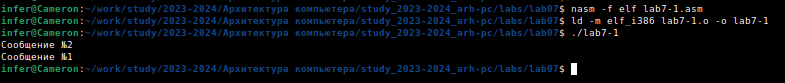 infer@Cameron:~/work/study/2023-2024/Архитектура компьютера/study_2023-2024_arh-pc/labs/lab07$ nasm -f elf lab7-1.asm
infer@Cameron:~/work/study/2023-2024/Архитектура компьютера/study_2023-2024_arh-pc/labs/lab07$ ld -m elf_i386 lab7-1.o -o lab7-1
infer@Cameron:~/work/study/2023-2024/Архитектура компьютера/study_2023-2024_arh-pc/labs/lab07$ ./lab7-1
Сообщение №2
Сообщение №1
infer@Cameron:~/work/study/2023-2024/Архитектура компьютера/study_2023-2024_arh-pc/labs/lab07$